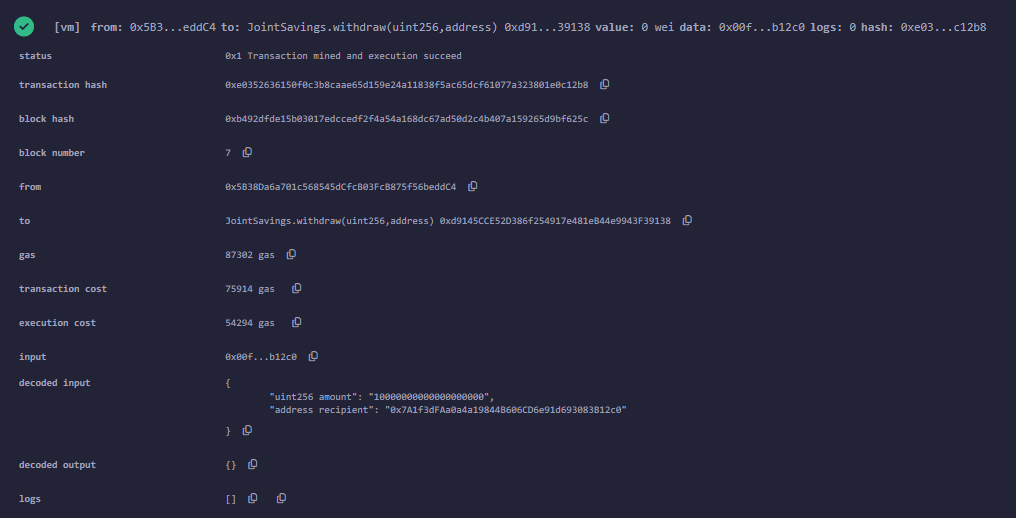 [vm] from: 0x5B3...eddC4 to: JointSavings.withdraw(uint256,address) 0xd91...39138 value: 0 wei data: 0x00f...b12c0 logs: 0 hash: 0xe03...c12b8
status 0x1 Transaction mined and execution succeed
transaction hash 0xe0352636150f0c3b8caae65d159e24a11838f5ac65dcf61077a323801e0c12b8
block hash 0xb492dfde15b03017edccedf2f4a54a168dc67ad50d2c4b407a159265d9bf625c
block number 7
from 0x5B38Da6a701c568545dCfcB03FcB875f56beddC4
to JointSavings.withdraw(uint256,address) 0xd9145CCE52D386f254917e481eB44e9943F39138
gas 87302 gas
transaction cost 75914 gas
execution cost 54294 gas
input 0x00f...b12c0
decoded input {
"uint256 amount": "10000000000000000000",
"address recipient": "0x7A1f3dFAa0a4a19844B606CD6e91d693083B12c0"
}
decoded output {}
logs []